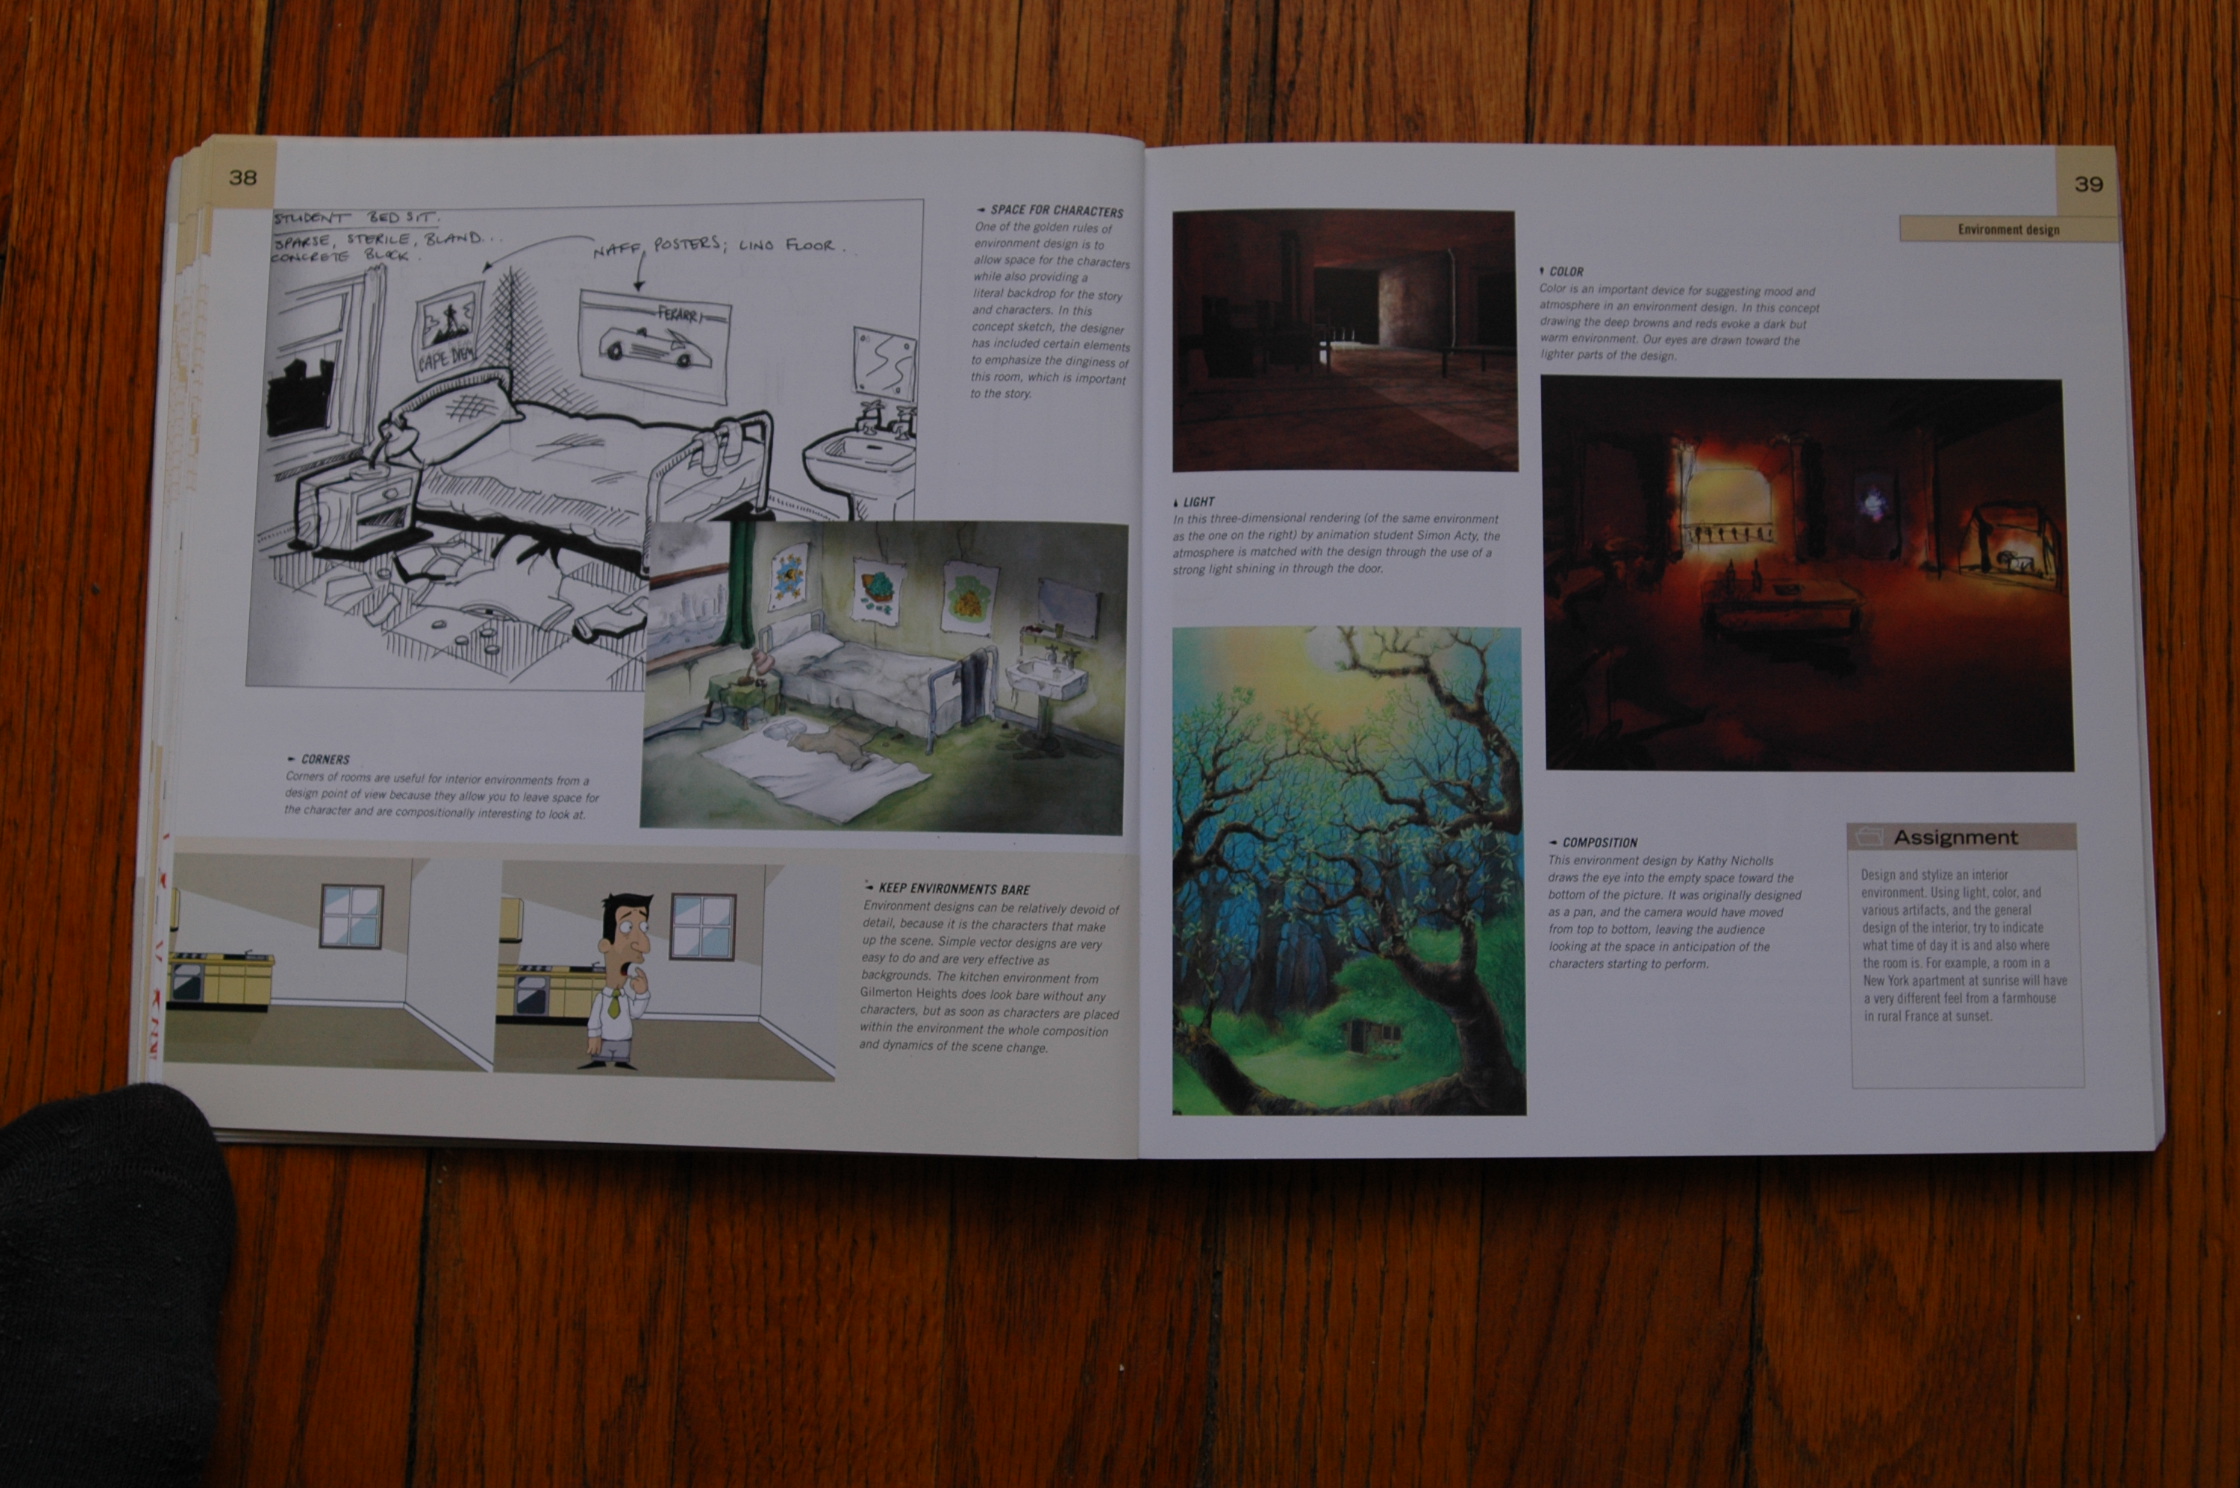 38
STUDENT BED SIT.
SPARSE, STERILE, BLAND...
CONCRETE BLOCK.
NAFF POSTERS; LINO FLOOR.
FERARRI
SPACE FOR CHARACTERS
One of the golden rules of
environment design is to
allow space for the characters
while also providing a
literal backdrop for the story
and characters. In this
concept sketch, the designer
has included certain elements
to emphasize the dinginess of
this room, which is important
to the story.
CORNERS
Corners of rooms are useful for interior environments from a
design point of view because they allow you to leave space for
the character and are compositionally interesting to look at.
KEEP ENVIRONMENTS BARE
Environment designs can be relatively devoid of
detail, because it is the characters that make
up the scene. Simple vector designs are very
easy to do and are very effective as
backgrounds. The kitchen environment from
Gilmerton Heights does look bare without any
characters, but as soon as characters are placed
within the environment the whole composition
and dynamics of the scene change.
39
Environment design
COLOR
Color is an important device for suggesting mood and
atmosphere in an environment design. In this concept
drawing the deep browns and reds evoke a dark but
warm environment. Our eyes are drawn toward the
lighter parts of the design.
LIGHT
In this three-dimensional rendering (of the same environment
as the one on the right) by animation student Simon Acty, the
atmosphere is matched with the design through the use of a
strong light shining in through the door.
COMPOSITION
This environment design by Kathy Nicholls
draws the eye into the empty space toward the
bottom of the picture. It was originally designed
as a pan, and the camera would have moved
from top to bottom, leaving the audience
looking at the space in anticipation of the
characters starting to perform.
Assignment
Design and stylize an interior
environment. Using light, color, and
various artifacts, and the general
design of the interior, try to indicate
what time of day it is and also where
the room is. For example, a room in a
New York apartment at sunrise will have
a very different feel from a farmhouse
in rural France at sunset.